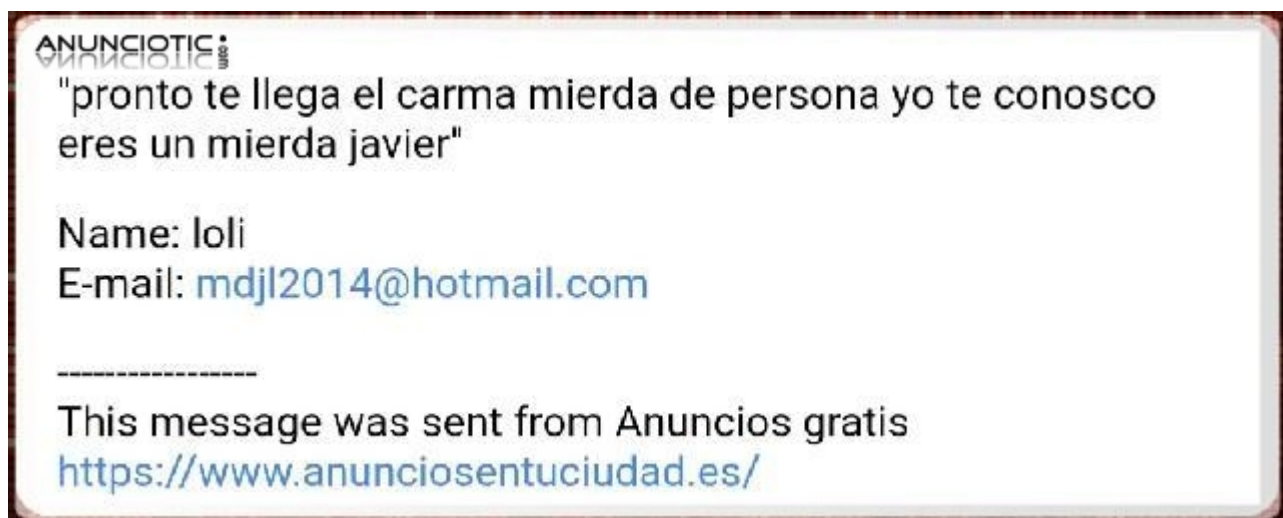 ANUNCIOTIC.com
"pronto te llega el carma mierda de persona yo te conosco
eres un mierda javier"
Name: loli
E-mail: mdjl2014@hotmail.com
-----------------
This message was sent from Anuncios gratis
https://www.anunciosentuciudad.es/